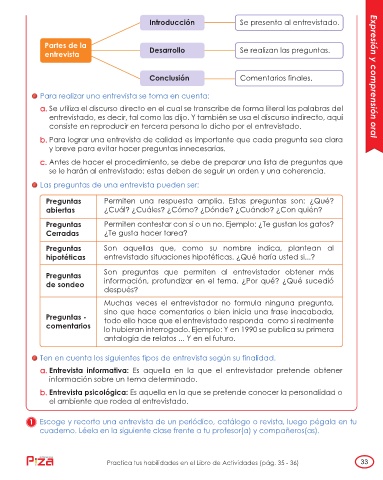 Introducción
Se presenta al entrevistado.
Partes de la
entrevista
Desarrollo
Se realizan las preguntas.
Conclusión
Comentarios finales.
Expresión y comprensión oral
Para realizar una entrevista se toma en cuenta:
a. Se utiliza el discurso directo en el cual se transcribe de forma literal las palabras del
entrevistado, es decir, tal como las dijo. Y también se usa el discurso indirecto, aquí
consiste en reproducir en tercera persona lo dicho por el entrevistado.
b. Para lograr una entrevista de calidad es importante que cada pregunta sea clara
y breve para evitar hacer preguntas innecesarias.
c. Antes de hacer el procedimiento, se debe de preparar una lista de preguntas que
se le harán al entrevistado; estas deben de seguir un orden y una coherencia.
Las preguntas de una entrevista pueden ser:
Preguntas
abiertas
Permiten una respuesta amplia. Estas preguntas son: ¿Qué?
¿Cuál? ¿Cuáles? ¿Cómo? ¿Dónde? ¿Cuándo? ¿Con quién?
Preguntas
Cerradas
Permiten contestar con sí o un no. Ejemplo: ¿Te gustan los gatos?
¿Te gusta hacer tarea?
Preguntas
hipotéticas
Son aquellas que, como su nombre indica, plantean al
entrevistado situaciones hipotéticas. ¿Qué haría usted si...?
Preguntas
de sondeo
Son preguntas que permiten al entrevistador obtener más
información, profundizar en el tema. ¿Por qué? ¿Qué sucedió
después?
Preguntas -
comentarios
Muchas veces el entrevistador no formula ninguna pregunta,
sino que hace comentarios o bien inicia una frase inacabada,
todo ello hace que el entrevistado responda como si realmente
lo hubieran interrogado. Ejemplo: Y en 1990 se publica su primera
antología de relatos ... Y en el futuro.
Ten en cuenta los siguientes tipos de entrevista según su finalidad.
a. Entrevista informativa: Es aquella en la que el entrevistador pretende obtener
información sobre un tema determinado.
b. Entrevista psicológica: Es aquella en la que se pretende conocer la personalidad o
el ambiente que rodea al entrevistado.
1 Escoge y recorta una entrevista de un periódico, catálogo o revista, luego pégala en tu
cuaderno. Léela en la siguiente clase frente a tu profesor(a) y compañeros(as).
Practica tus habilidades en el Libro de Actividades (pág. 35 - 36)
33